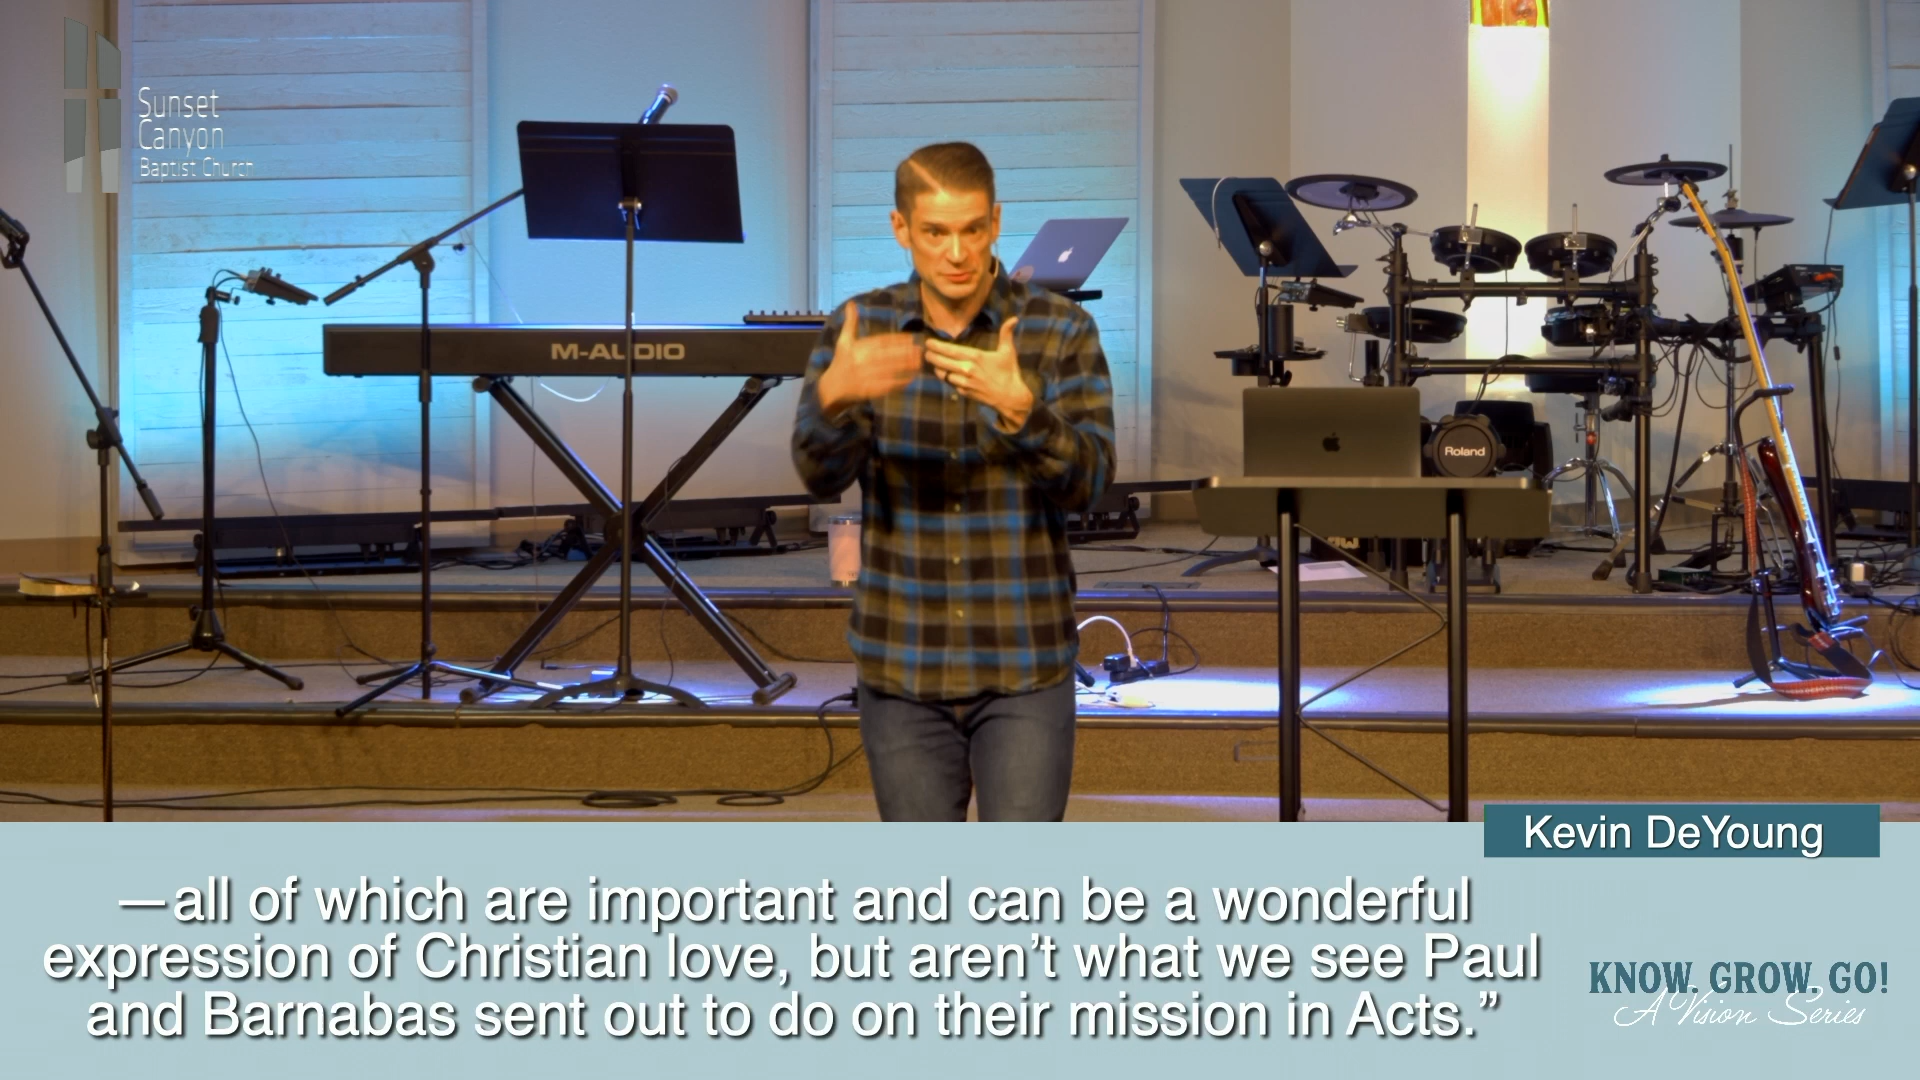 Sunset
Canyon
Baptist Church
M-AUDIO
Roland
Kevin DeYoung
—all of which are important and can be a wonderful
expression of Christian love, but aren’t what we see Paul
and Barnabas sent out to do on their mission in Acts.”
KNOW. GROW. GO!
A Vision Series